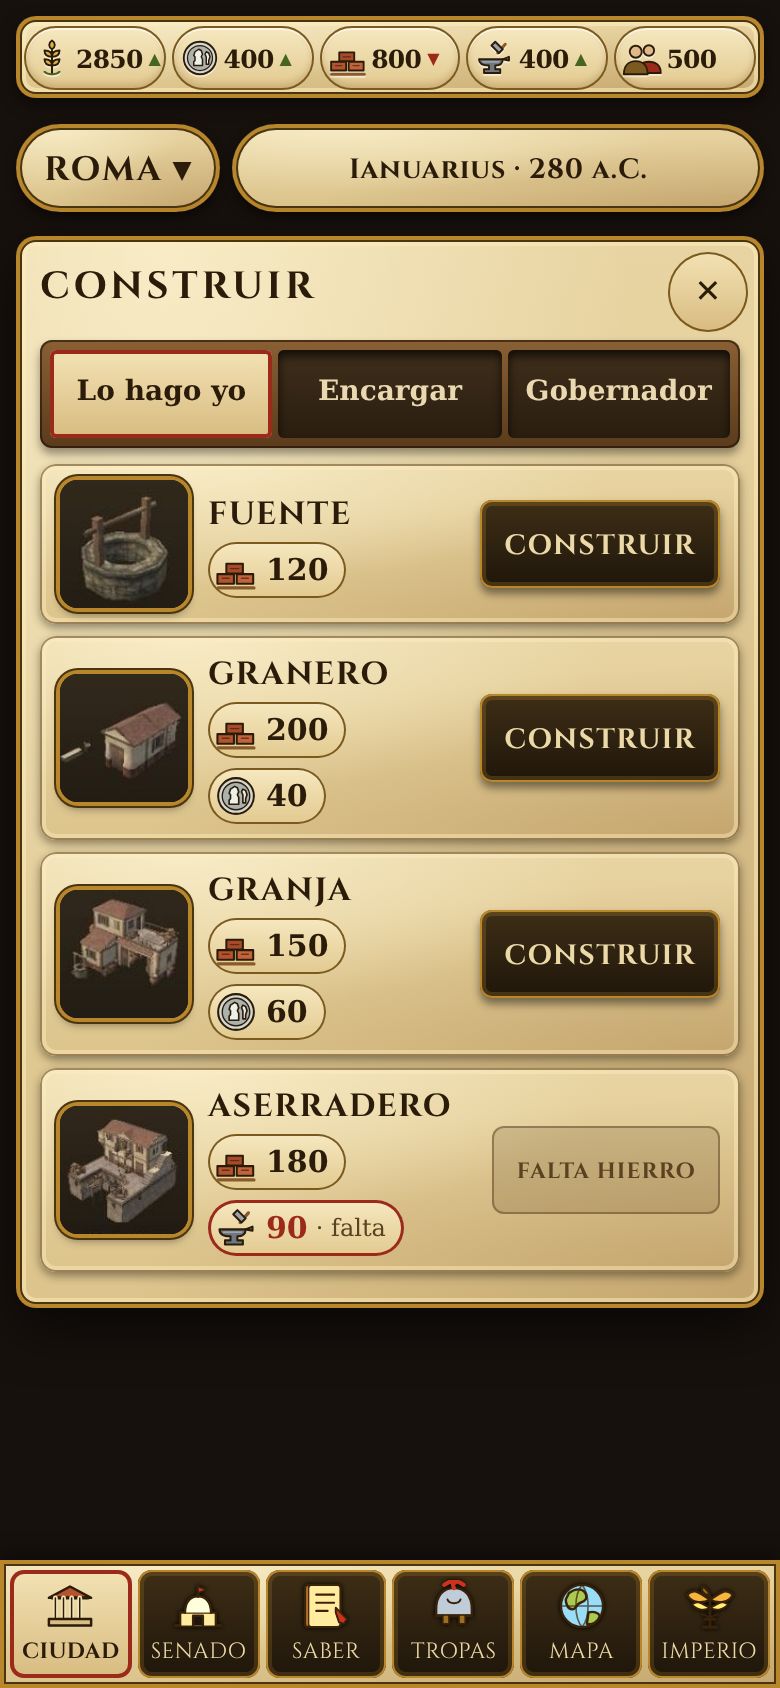 2850▲ 400▲ 800▼ 400▲ 500
ROMA ▼ IANUARIUS · 280 A.C.
CONSTRUIR ×
Lo hago yo Encargar Gobernador
FUENTE
120
CONSTRUIR
GRANERO
200
40
CONSTRUIR
GRANJA
150
60
CONSTRUIR
ASERRADERO
180
90 · falta
FALTA HIERRO
CIUDAD SENADO SABER TROPAS MAPA IMPERIO